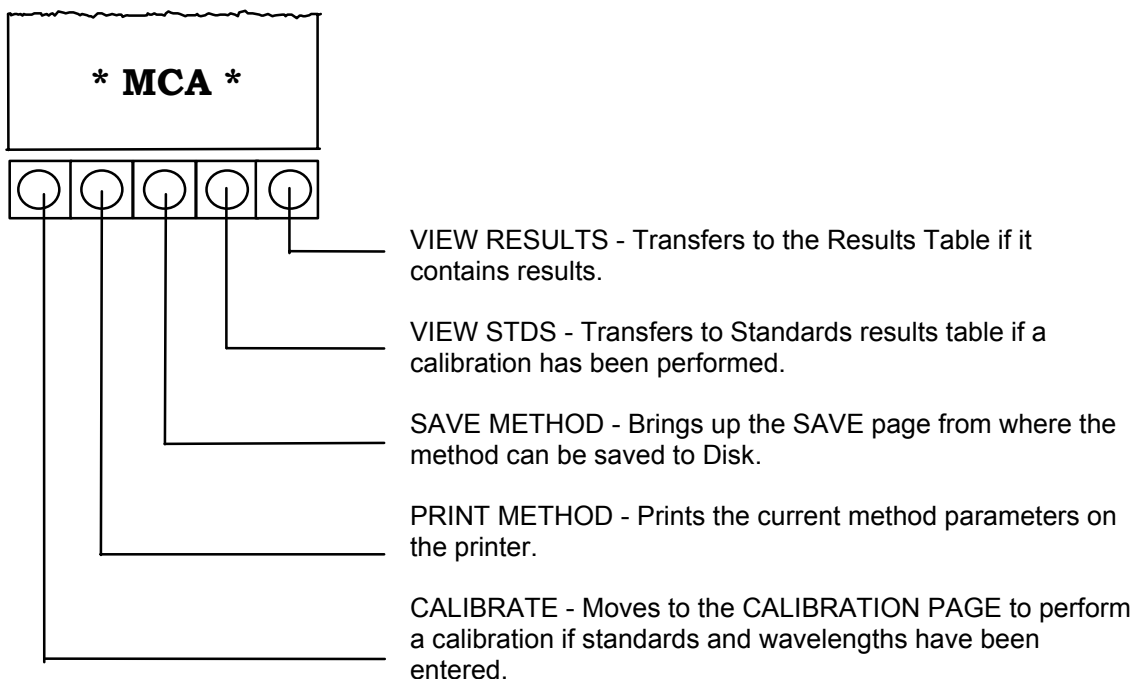 * MCA *
VIEW RESULTS - Transfers to the Results Table if it
contains results.
VIEW STDS - Transfers to Standards results table if a
calibration has been performed.
SAVE METHOD - Brings up the SAVE page from where the
method can be saved to Disk.
PRINT METHOD - Prints the current method parameters on
the printer.
CALIBRATE - Moves to the CALIBRATION PAGE to perform
a calibration if standards and wavelengths have been
entered.